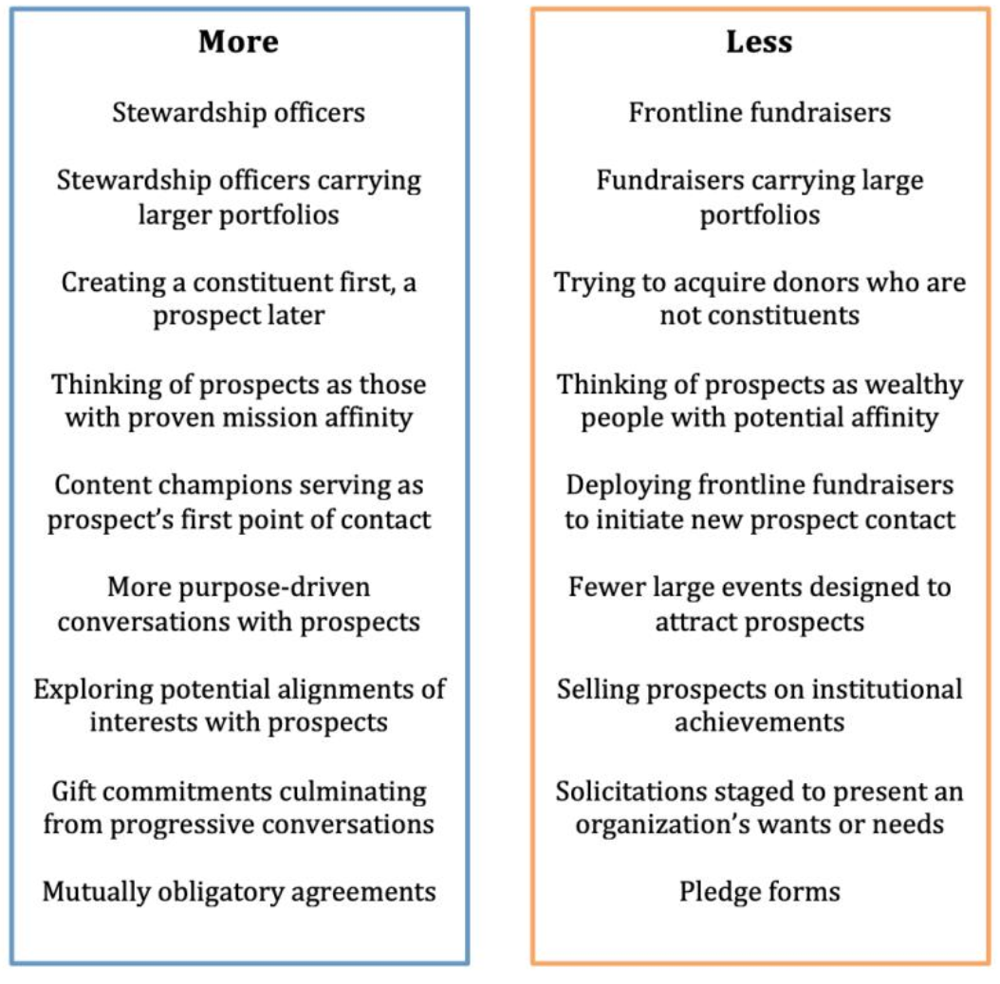 More
Stewardship officers
Stewardship officers carrying
larger portfolios
Creating a constituent first, a
prospect later
Thinking of prospects as those
with proven mission affinity
Content champions serving as
prospect’s first point of contact
More purpose-driven
conversations with prospects
Exploring potential alignments of
interests with prospects
Gift commitments culminating
from progressive conversations
Mutually obligatory agreements
Less
Frontline fundraisers
Fundraisers carrying large
portfolios
Trying to acquire donors who are
not constituents
Thinking of prospects as wealthy
people with potential affinity
Deploying frontline fundraisers
to initiate new prospect contact
Fewer large events designed to
attract prospects
Selling prospects on institutional
achievements
Solicitations staged to present an
organization’s wants or needs
Pledge forms